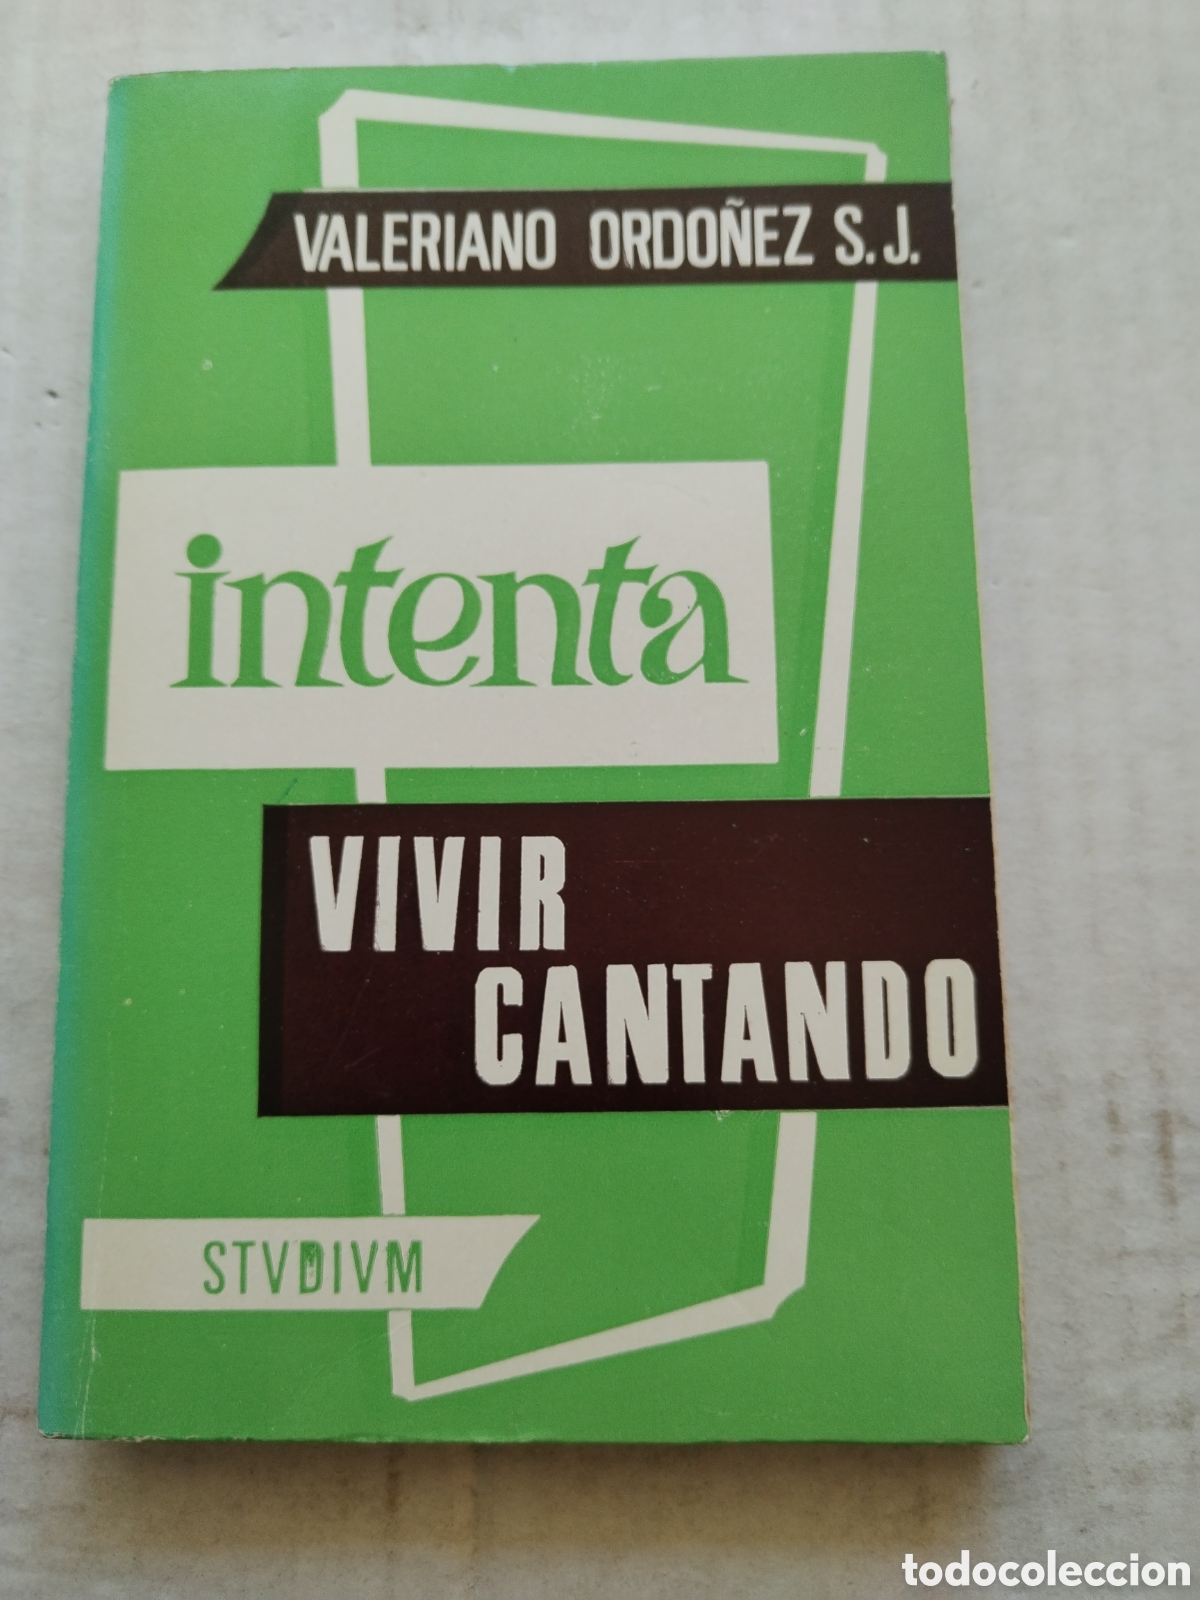 VALERIANO ORDOÑEZ S.J.
intenta
VIVIR
CANTANDO
STVDIVM
todocoleccion